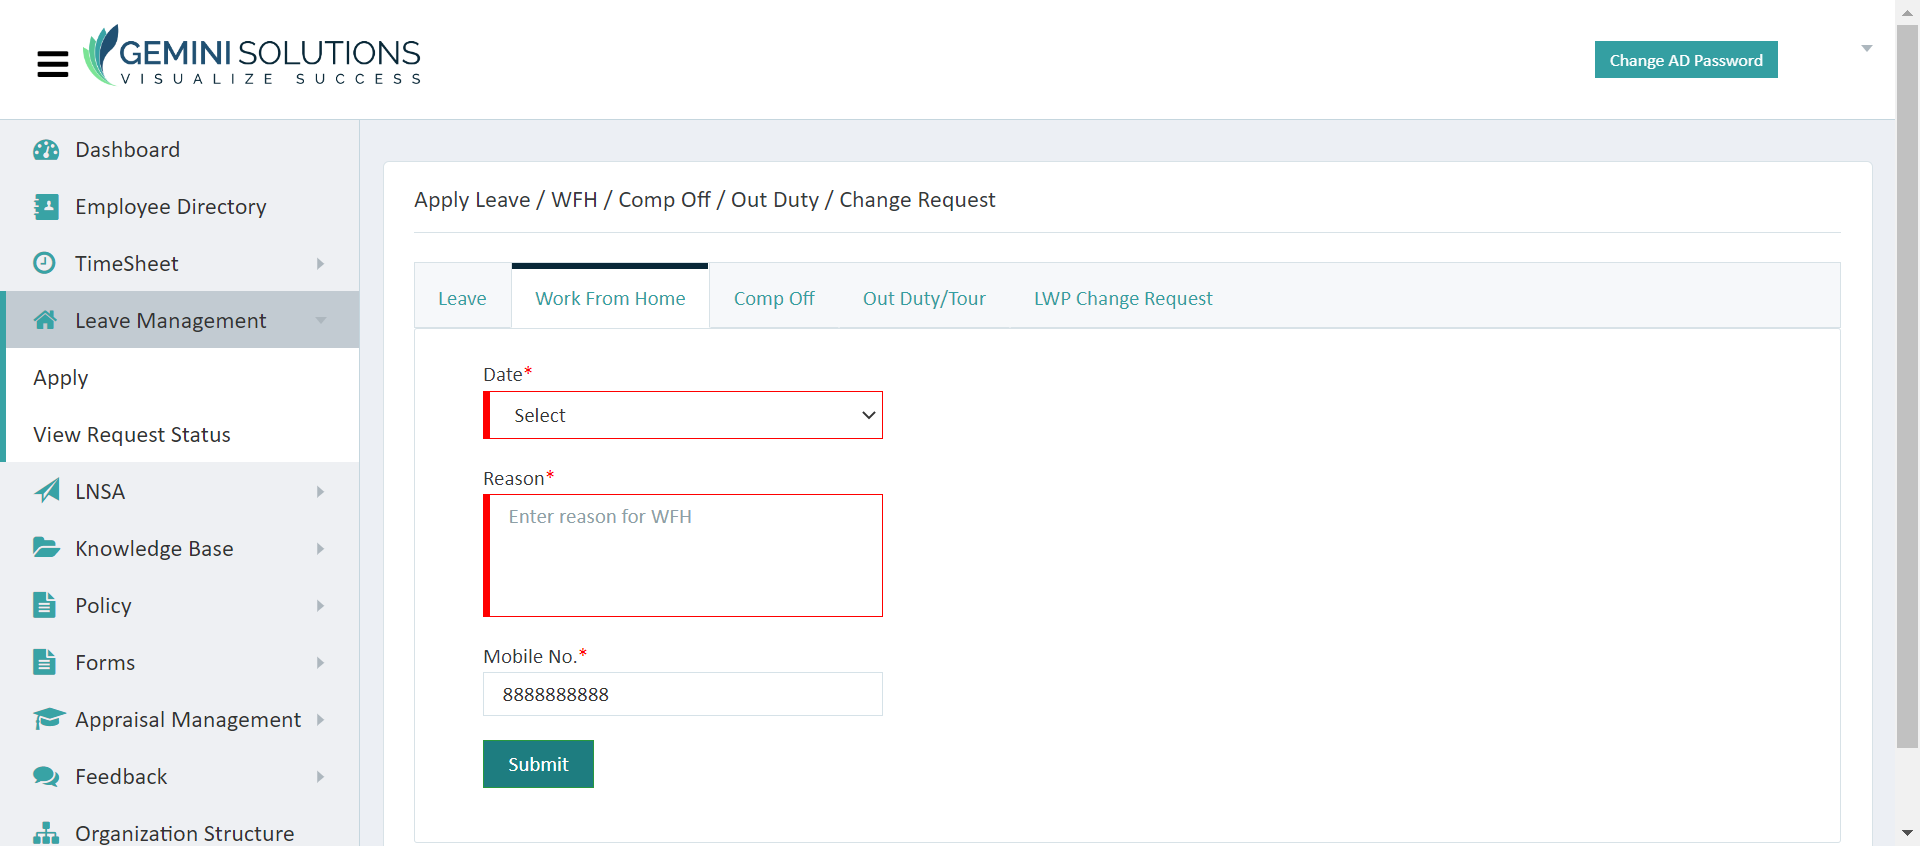 GEMINI SOLUTIONS
VISUALIZE SUCCESS
Change AD Password
Dashboard
Employee Directory
TimeSheet
Leave Management
Apply
View Request Status
LNSA
Knowledge Base
Policy
Forms
Appraisal Management
Feedback
Organization Structure
Apply Leave / WFH / Comp Off / Out Duty / Change Request
Leave Work From Home Comp Off Out Duty/Tour LWP Change Request
Date*
Select
Reason*
Enter reason for WFH
Mobile No.*
8888888888
Submit